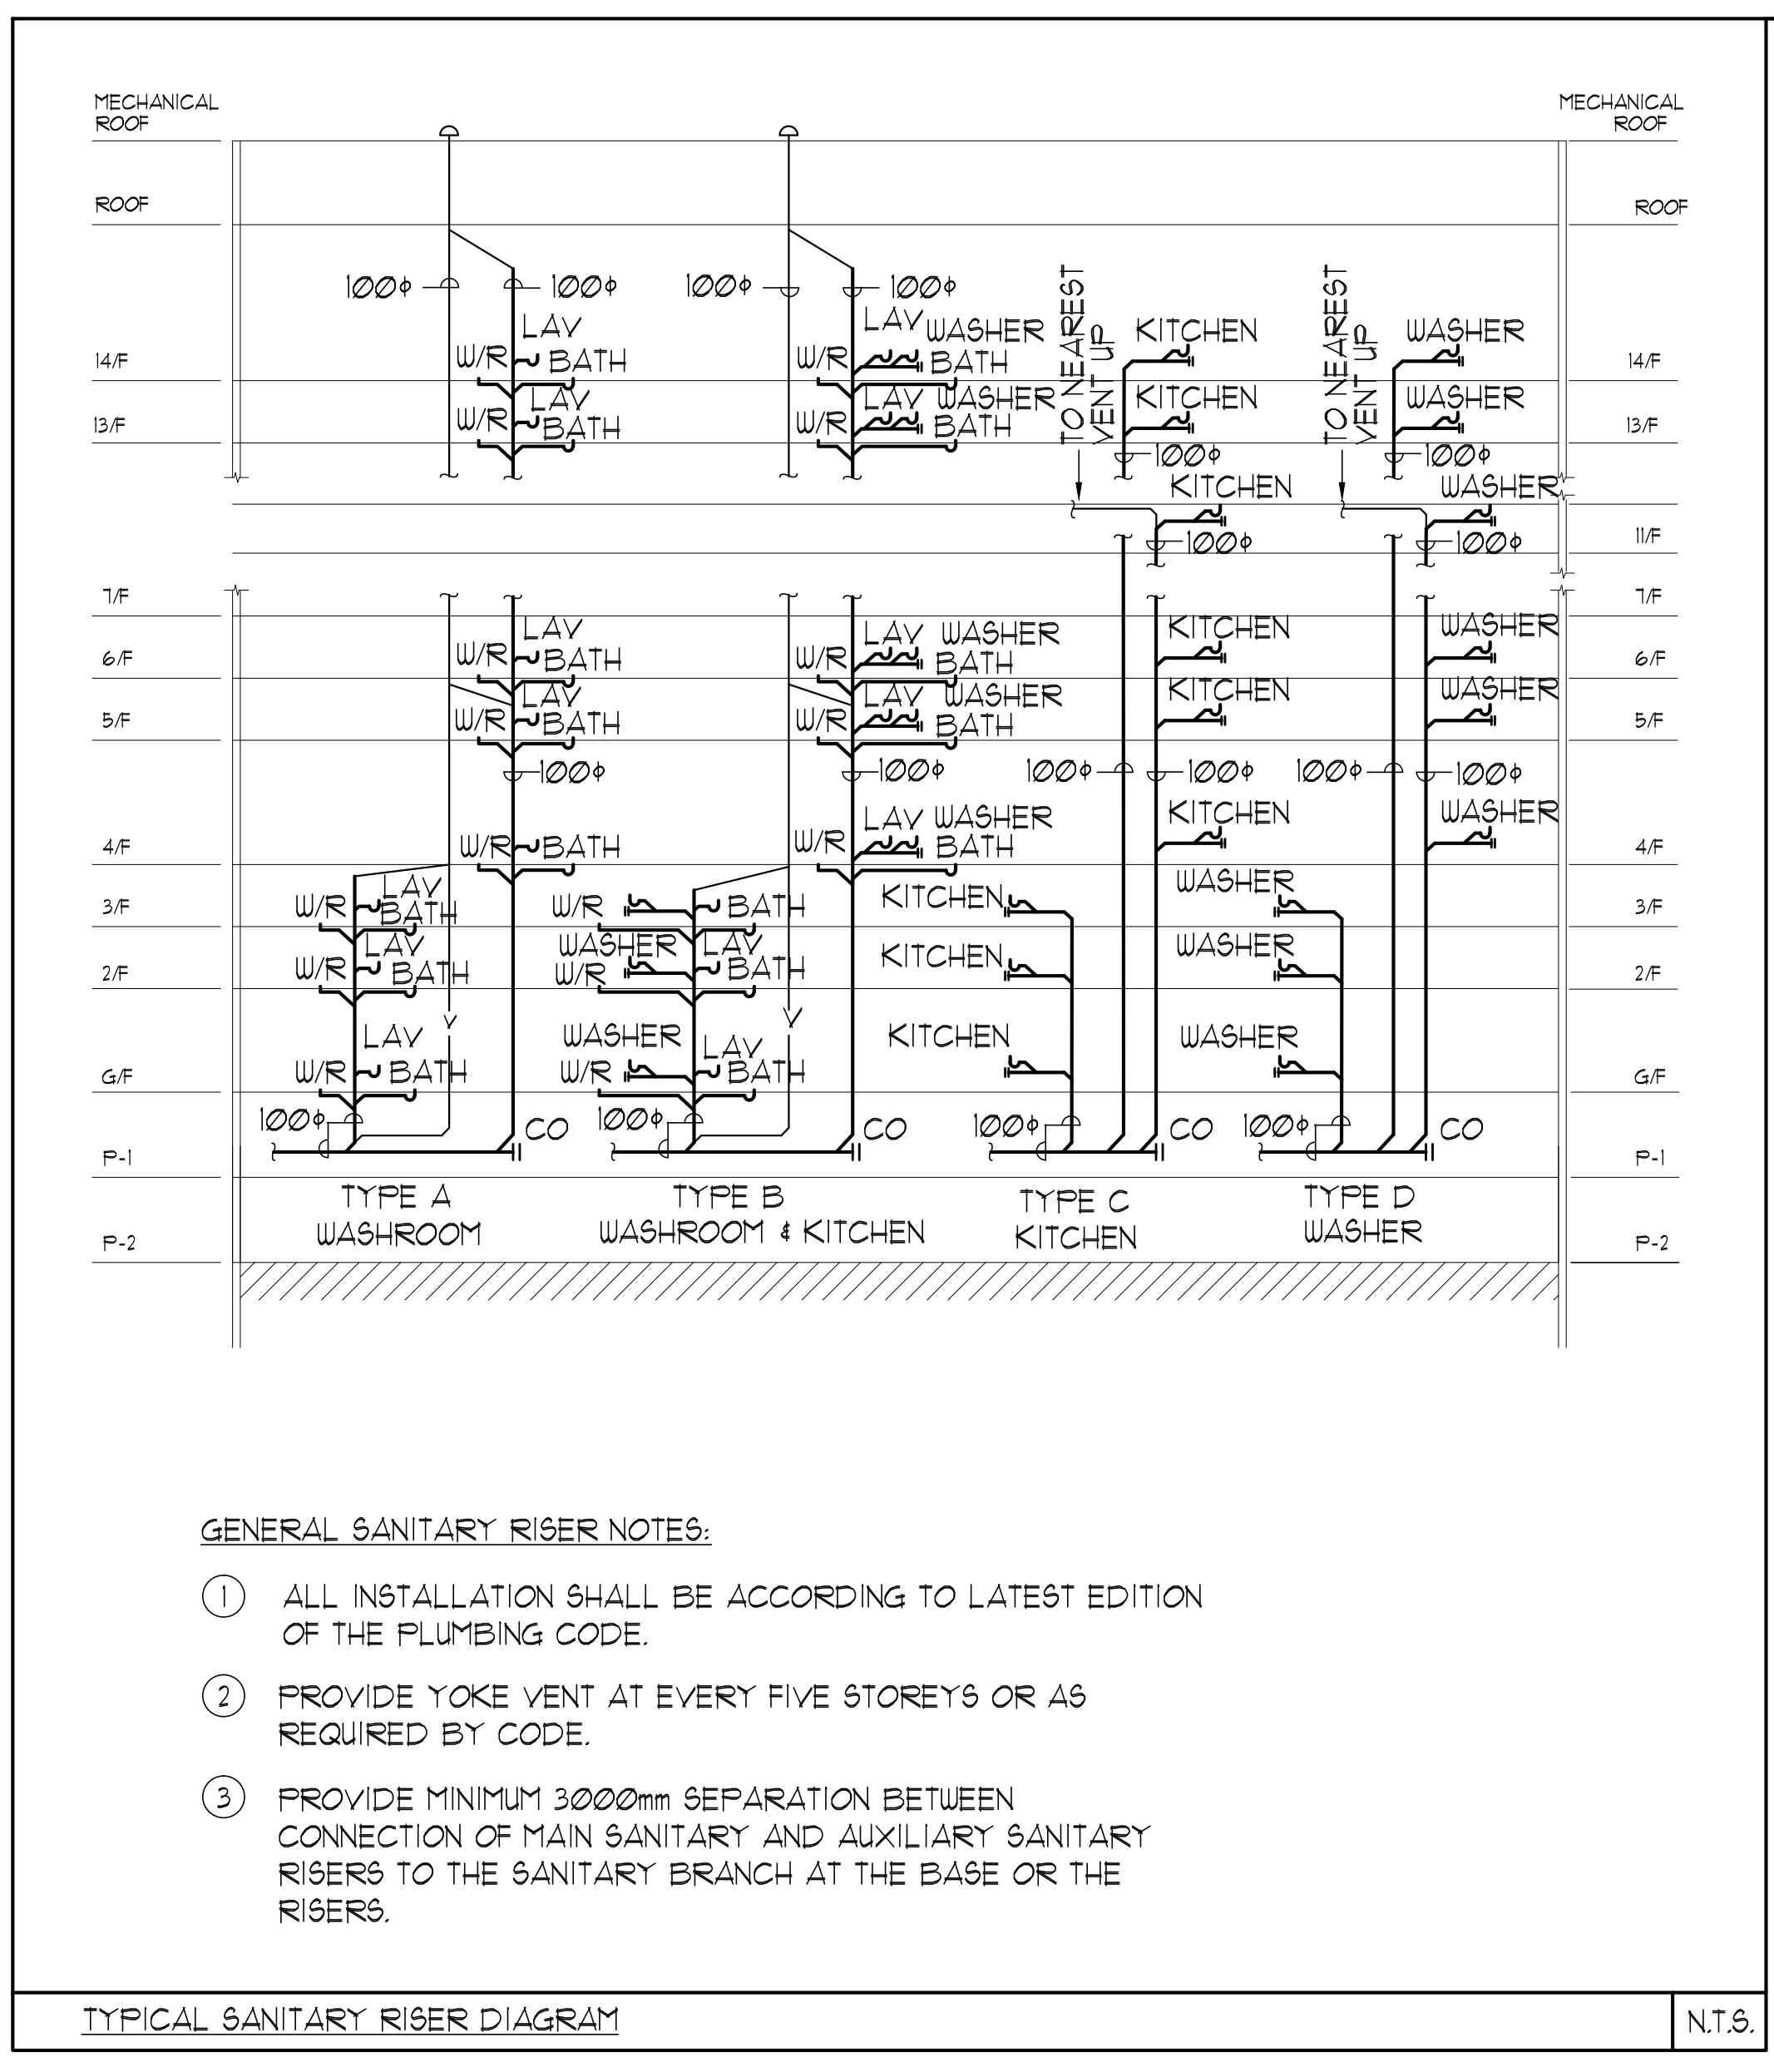 MECHANICAL
ROOF
MECHANICAL
ROOF
ROOF
ROOF
100ϕ
100ϕ
100ϕ
100ϕ
TO NEAREST
VENT UP
TO NEAREST
VENT UP
14/F
W/R
LAV
BATH
W/R
LAV
WASHER
BATH
KITCHEN
WASHER
14/F
13/F
W/R
LAV
BATH
W/R
LAV
WASHER
BATH
KITCHEN
WASHER
13/F
100ϕ
100ϕ
KITCHEN
WASHER
100ϕ
100ϕ
11/F
7/F
7/F
6/F
W/R
LAV
BATH
W/R
LAV WASHER
BATH
KITCHEN
WASHER
6/F
5/F
W/R
LAV
BATH
W/R
LAV WASHER
BATH
KITCHEN
WASHER
5/F
100ϕ
100ϕ
100ϕ
100ϕ
100ϕ
100ϕ
4/F
W/R
BATH
W/R
LAV WASHER
BATH
KITCHEN
WASHER
4/F
3/F
W/R
LAV
BATH
W/R
BATH
KITCHEN
WASHER
3/F
2/F
W/R
LAV
BATH
WASHER
W/R
LAV
BATH
KITCHEN
WASHER
2/F
G/F
W/R
LAV
BATH
WASHER
W/R
LAV
BATH
KITCHEN
WASHER
G/F
100ϕ
CO
100ϕ
CO
100ϕ
CO
100ϕ
CO
P-1
P-1
TYPE A
WASHROOM
TYPE B
WASHROOM & KITCHEN
TYPE C
KITCHEN
TYPE D
WASHER
P-2
P-2
GENERAL SANITARY RISER NOTES:
1 ALL INSTALLATION SHALL BE ACCORDING TO LATEST EDITION
OF THE PLUMBING CODE.
2 PROVIDE YOKE VENT AT EVERY FIVE STOREYS OR AS
REQUIRED BY CODE.
3 PROVIDE MINIMUM 3000mm SEPARATION BETWEEN
CONNECTION OF MAIN SANITARY AND AUXILIARY SANITARY
RISERS TO THE SANITARY BRANCH AT THE BASE OR THE
RISERS.
TYPICAL SANITARY RISER DIAGRAM
N.T.S.